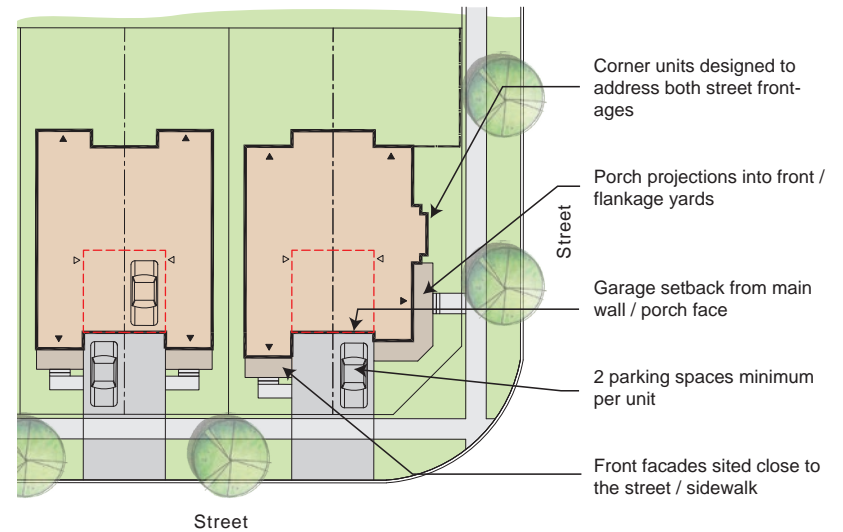 Corner units designed to
address both street front-
ages
Porch projections into front /
flankage yards
Street
Garage setback from main
wall / porch face
2 parking spaces minimum
per unit
Front facades sited close to
the street / sidewalk
Street